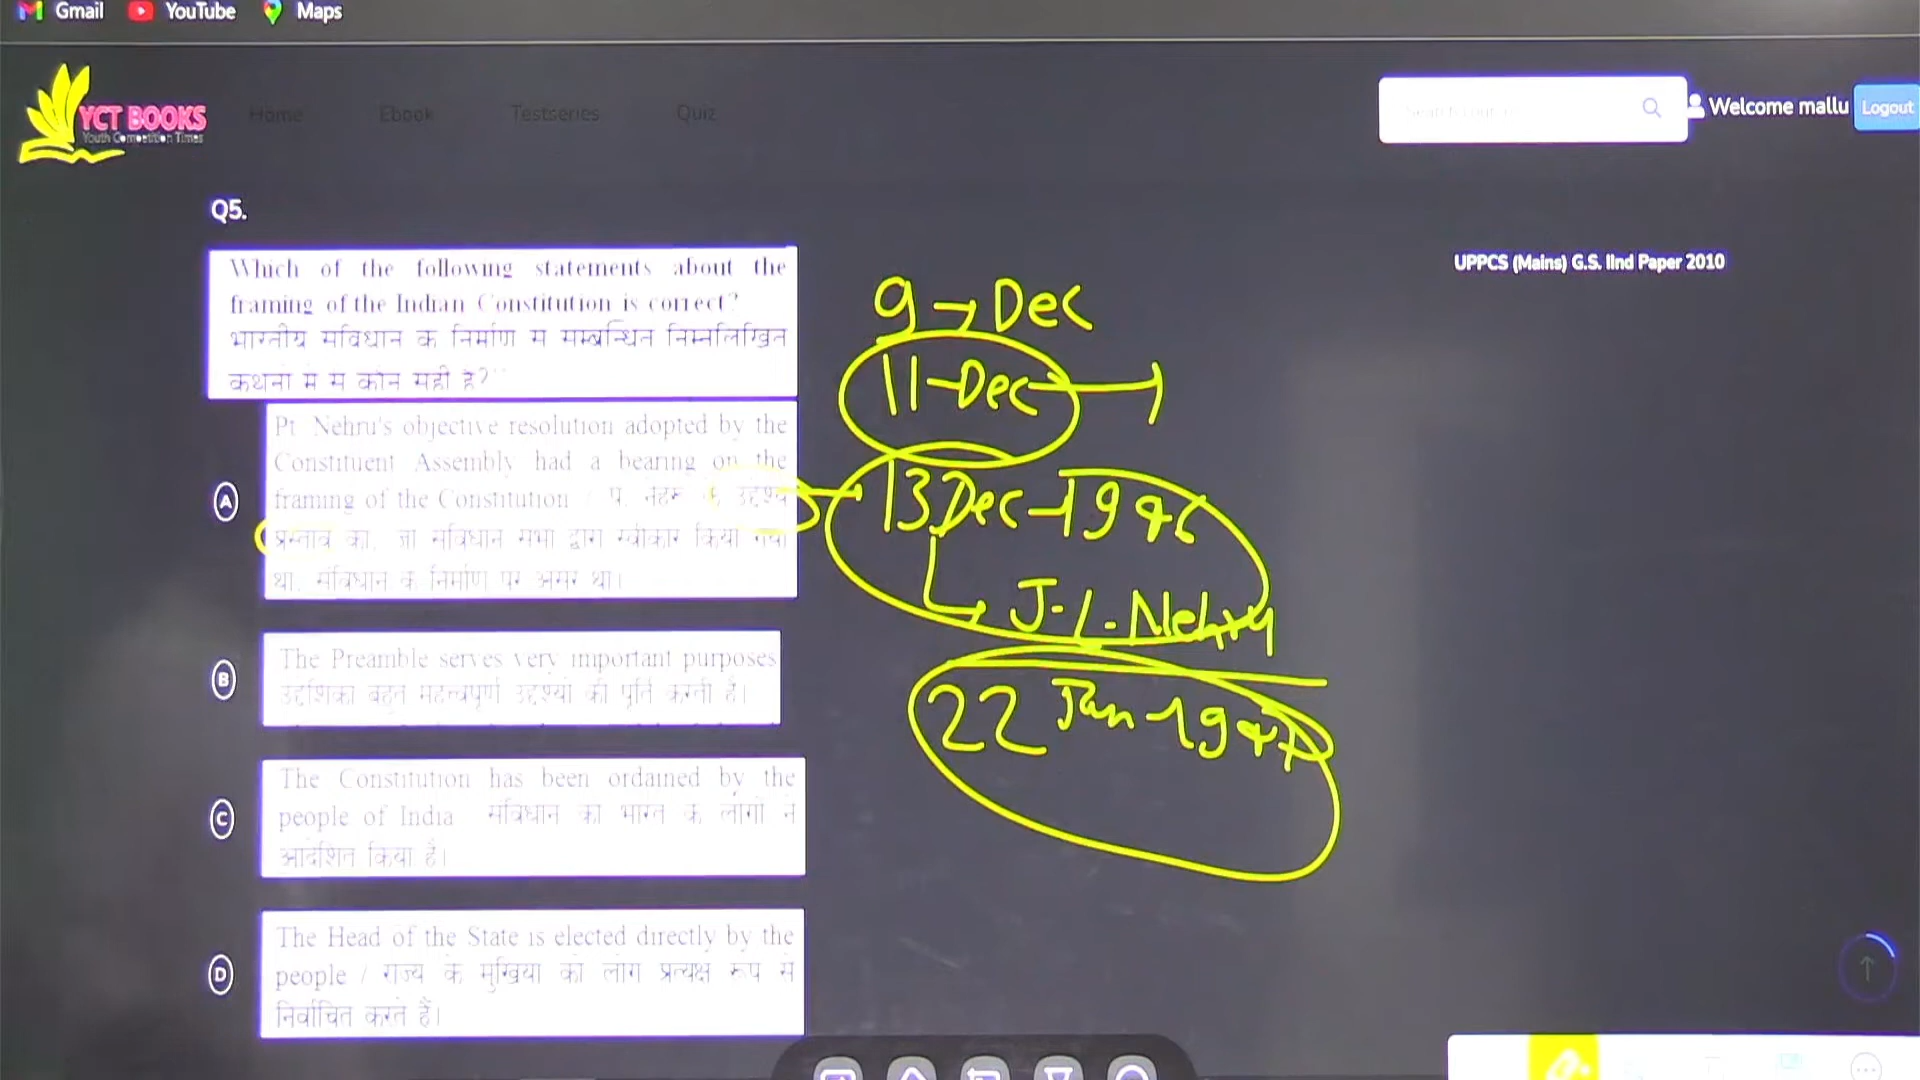 Gmail YouTube Maps
YCT BOOKS
Youth Competition Times
Home Ebook Testseries Quiz
Welcome mallu Logout
Q5.
UPPCS (Mains) G.S. IInd Paper 2010
Which of the following statements about the
framing of the Indian Constitution is correct?
भारतीय संविधान के निर्माण से सम्बन्धित निम्नलिखित
कथनों में से कौन सही है?
A
Pt. Nehru's objective resolution adopted by the
Constituent Assembly had a bearing on the
framing of the Constitution / पं. नेहरू के उद्देश्य
प्रस्ताव का, जो संविधान सभा द्वारा स्वीकार किया गया
था, संविधान के निर्माण पर असर था।
B
The Preamble serves very important purposes
उद्देशिका बहुत महत्त्वपूर्ण उद्देश्यों की पूर्ति करती है।
C
The Constitution has been ordained by the
people of India संविधान को भारत के लोगों ने
आदेशित किया है।
D
The Head of the State is elected directly by the
people / राज्य के मुखिया को लोग प्रत्यक्ष रूप से
निर्वाचित करते हैं।
9 → Dec
11-Dec
13 Dec-1946
J-L-Nehru
22 Jan-1947